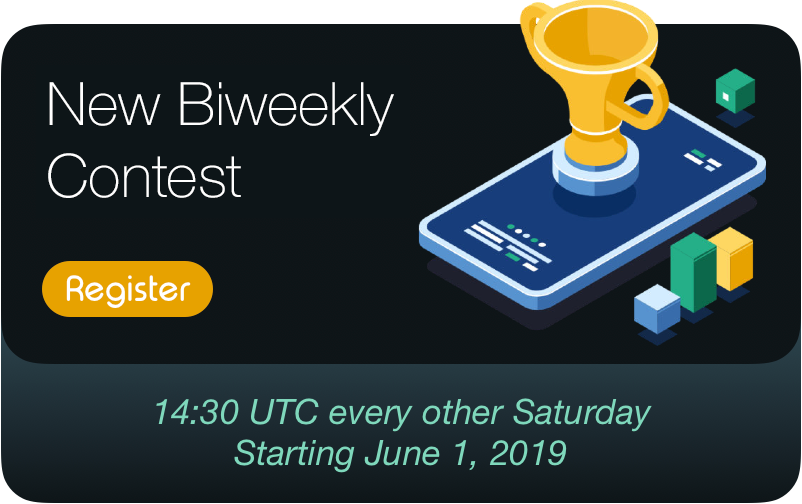 New Biweekly
Contest
Register
14:30 UTC every other Saturday
Starting June 1, 2019